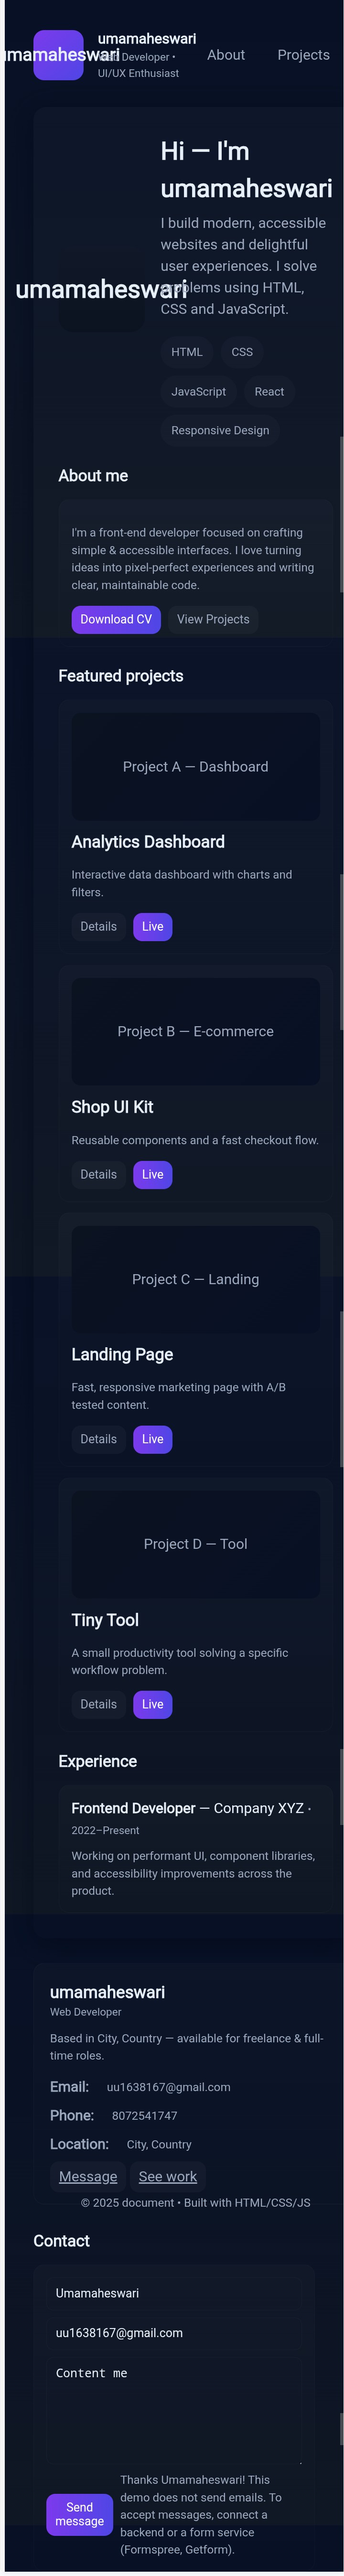 umamaheswari
umamaheswari
Web Developer •
UI/UX Enthusiast
About
Projects
Hi — I'm
umamaheswari
I build modern, accessible
websites and delightful
user experiences. I solve
problems using HTML,
CSS and JavaScript.
umamaheswari
HTML
CSS
JavaScript
React
Responsive Design
About me
I'm a front-end developer focused on crafting
simple & accessible interfaces. I love turning
ideas into pixel-perfect experiences and writing
clear, maintainable code.
Download CV
View Projects
Featured projects
Project A — Dashboard
Analytics Dashboard
Interactive data dashboard with charts and
filters.
Details
Live
Project B — E-commerce
Shop UI Kit
Reusable components and a fast checkout flow.
Details
Live
Project C — Landing
Landing Page
Fast, responsive marketing page with A/B
tested content.
Details
Live
Project D — Tool
Tiny Tool
A small productivity tool solving a specific
workflow problem.
Details
Live
Experience
Frontend Developer — Company XYZ •
2022–Present
Working on performant UI, component libraries,
and accessibility improvements across the
product.
umamaheswari
Web Developer
Based in City, Country — available for freelance & full-
time roles.
Email: uu1638167@gmail.com
Phone: 8072541747
Location: City, Country
Message
See work
© 2025 document • Built with HTML/CSS/JS
Contact
Umamaheswari
uu1638167@gmail.com
Content me
Send
message
Thanks Umamaheswari! This
demo does not send emails. To
accept messages, connect a
backend or a form service
(Formspree, Getform).